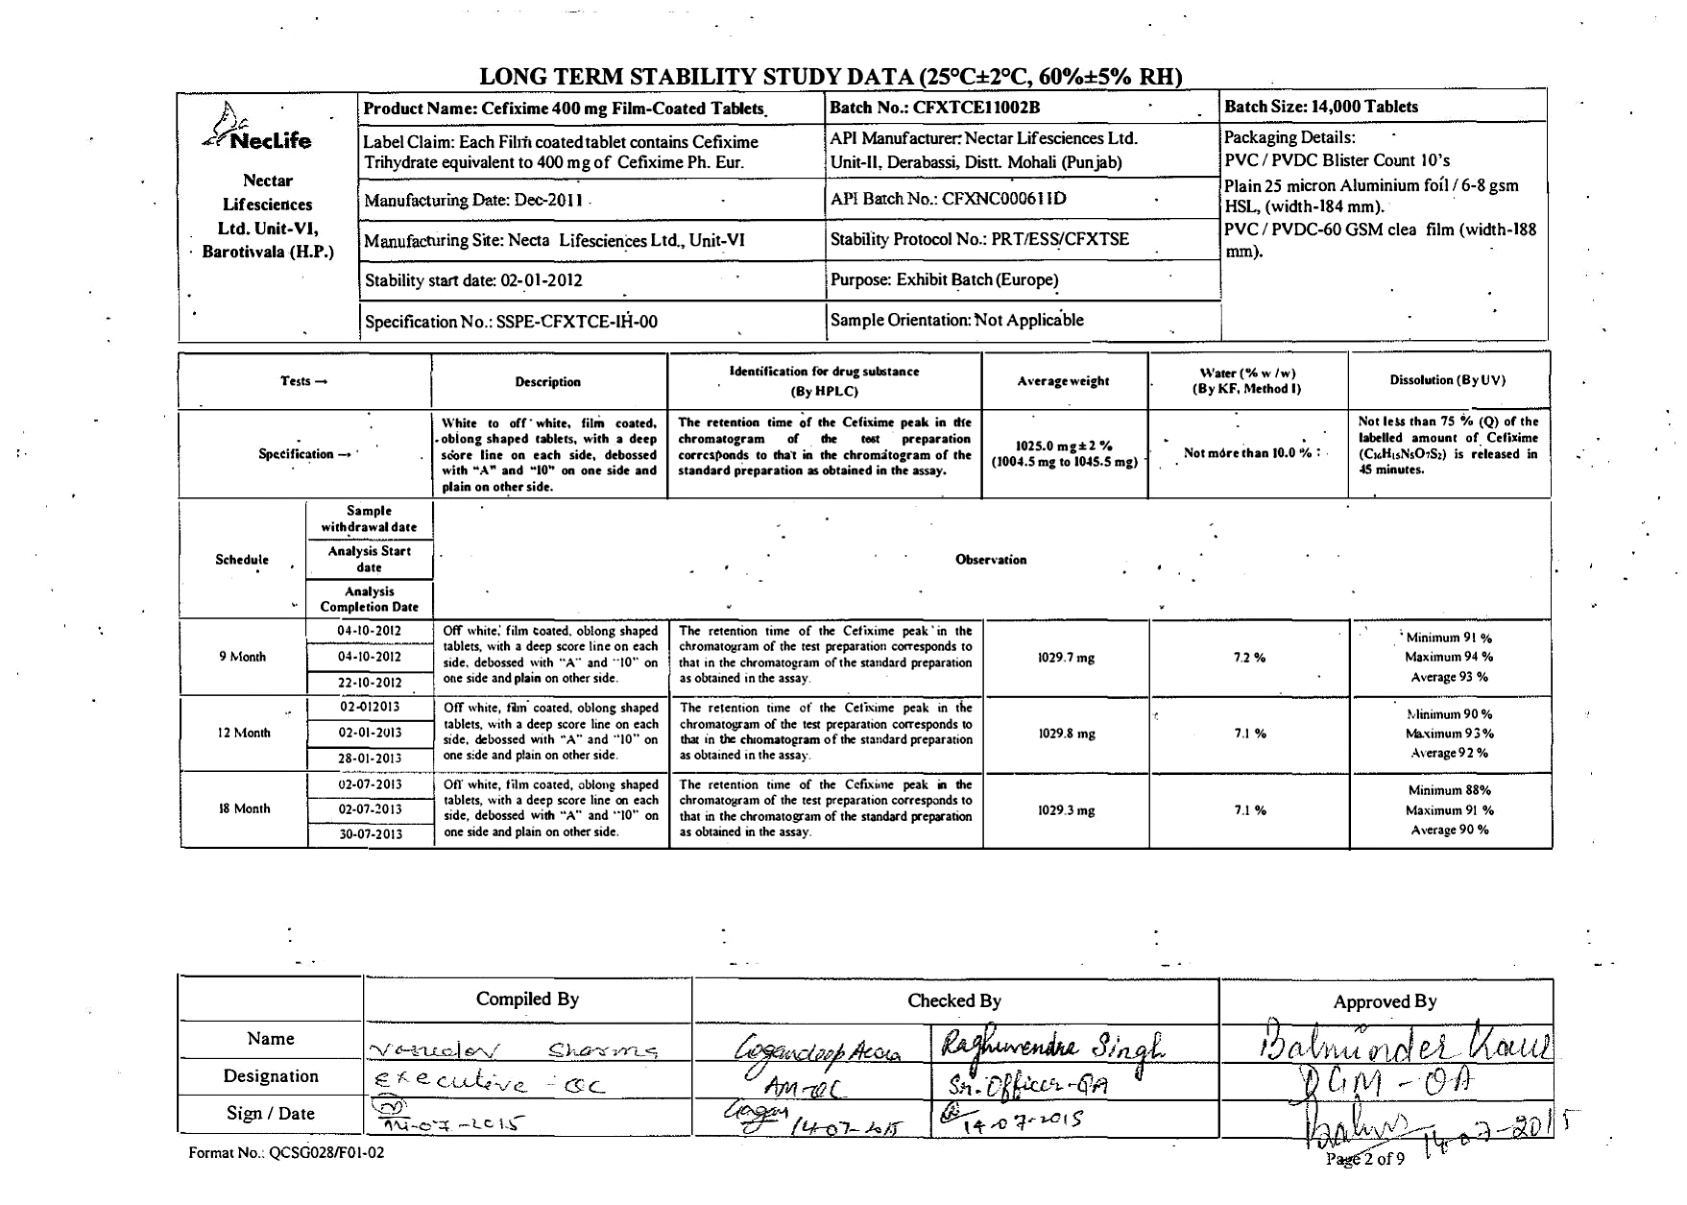 LONG TERM STABILITY STUDY DATA (25°C±2°C, 60%±5% RH)
NecLife
Nectar
Lifesciences
Ltd. Unit-VI,
Barotiwala (H.P.)
Product Name: Cefixime 400 mg Film-Coated Tablets
Batch No.: CFXTCE11002B
Batch Size: 14,000 Tablets
Label Claim: Each Film coated tablet contains Cefixime
Trihydrate equivalent to 400 mg of Cefixime Ph. Eur.
API Manufacturer: Nectar Lifesciences Ltd.
Unit-II, Derabassi, Distt. Mohali (Punjab)
Packaging Details:
PVC / PVDC Blister Count 10's
Plain 25 micron Aluminium foil / 6-8 gsm
HSL, (width-184 mm).
PVC / PVDC-60 GSM clea film (width-188
mm).
Manufacturing Date: Dec-2011
API Batch No.: CFXNC000611D
Manufacturing Site: Necta Lifesciences Ltd., Unit-VI
Stability Protocol No.: PRT/ESS/CFXTSE
Stability start date: 02-01-2012
Purpose: Exhibit Batch (Europe)
Specification No.: SSPE-CFXTCE-IH-00
Sample Orientation: Not Applicable
Tests →
Description
Identification for drug substance
(By HPLC)
Average weight
Water (% w /w)
(By KF, Method I)
Dissolution (By UV)
Specification →
White to off white, film coated,
oblong shaped tablets, with a deep
score line on each side, debossed
with "A" and "10" on one side and
plain on other side.
The retention time of the Cefixime peak in the
chromatogram of the test preparation
corresponds to that in the chromatogram of the
standard preparation as obtained in the assay.
1025.0 mg±2 %
(1004.5 mg to 1045.5 mg)
Not more than 10.0 %
Not less than 75 % (Q) of the
labelled amount of Cefixime
(C16H15N5O7S2) is released in
45 minutes.
Schedule
Sample
withdrawal date
Analysis Start
date
Analysis
Completion Date
Observation
9 Month
04-10-2012
04-10-2012
22-10-2012
Off white, film coated, oblong shaped
tablets, with a deep score line on each
side, debossed with "A" and "10" on
one side and plain on other side.
The retention time of the Cefixime peak in the
chromatogram of the test preparation corresponds to
that in the chromatogram of the standard preparation
as obtained in the assay.
1029.7 mg
7.2 %
Minimum 91 %
Maximum 94 %
Average 93 %
12 Month
02-012013
02-01-2013
28-01-2013
Off white, film coated, oblong shaped
tablets, with a deep score line on each
side, debossed with "A" and "10" on
one side and plain on other side.
The retention time of the Cefixime peak in the
chromatogram of the test preparation corresponds to
that in the chromatogram of the standard preparation
as obtained in the assay.
1029.8 mg
7.1 %
Minimum 90 %
Maximum 93%
Average 92 %
18 Month
02-07-2013
02-07-2013
30-07-2013
Off white, film coated, oblong shaped
tablets, with a deep score line on each
side, debossed with "A" and "10" on
one side and plain on other side.
The retention time of the Cefixime peak in the
chromatogram of the test preparation corresponds to
that in the chromatogram of the standard preparation
as obtained in the assay.
1029.3 mg
7.1 %
Minimum 88%
Maximum 91 %
Average 90 %
Compiled By
Checked By
Approved By
Name
Sharma
Gagandeep Arora
Raghuvendra Singh
Balminder Kaur
Designation
executive - QC
AM-QC
Sr. Officer-QA
DGM - QA
Sign / Date
14-07-2015
Gagan 14-07-2015
14-07-2015
14-07-2015
Format No.: QCSG028/F01-02
Page 2 of 9